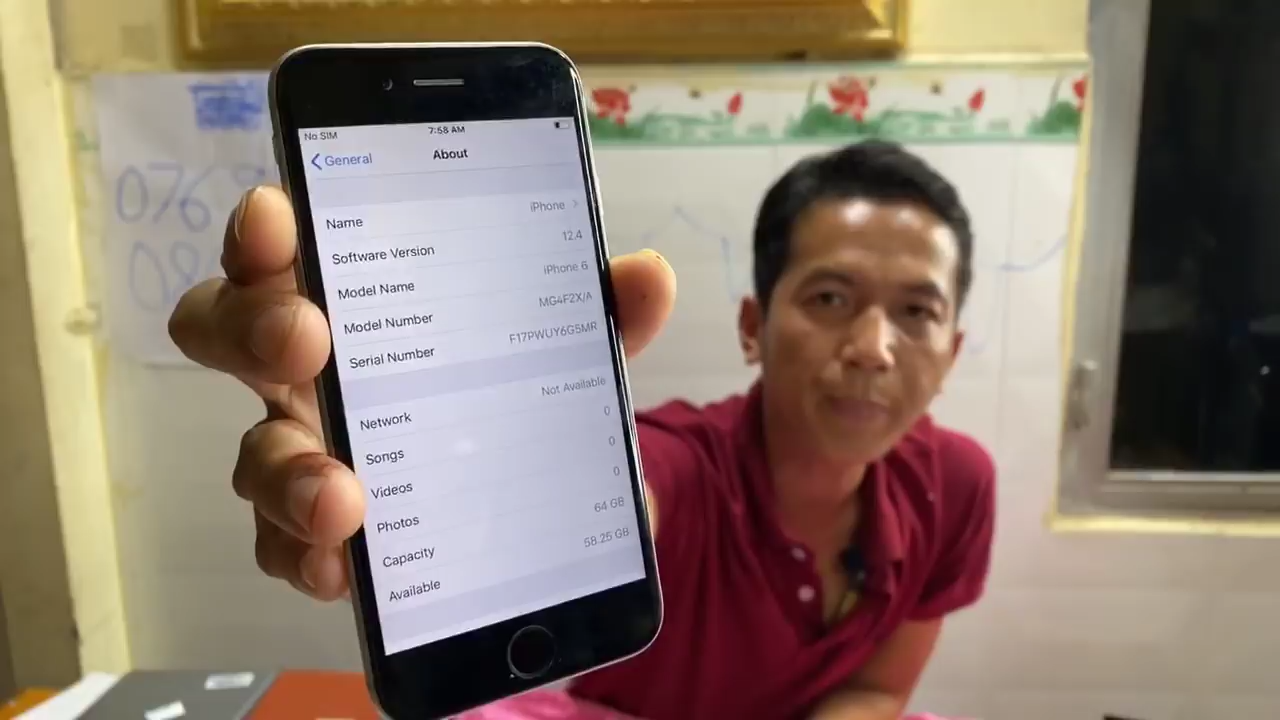 No SIM 7:58 AM
General About
Name iPhone
Software Version 12.4
Model Name iPhone 6
Model Number MG4F2X/A
Serial Number F17PWUY6G5MR
Network Not Available
Songs 0
Videos 0
Photos 0
Capacity 64 GB
Available 58.25 GB
076